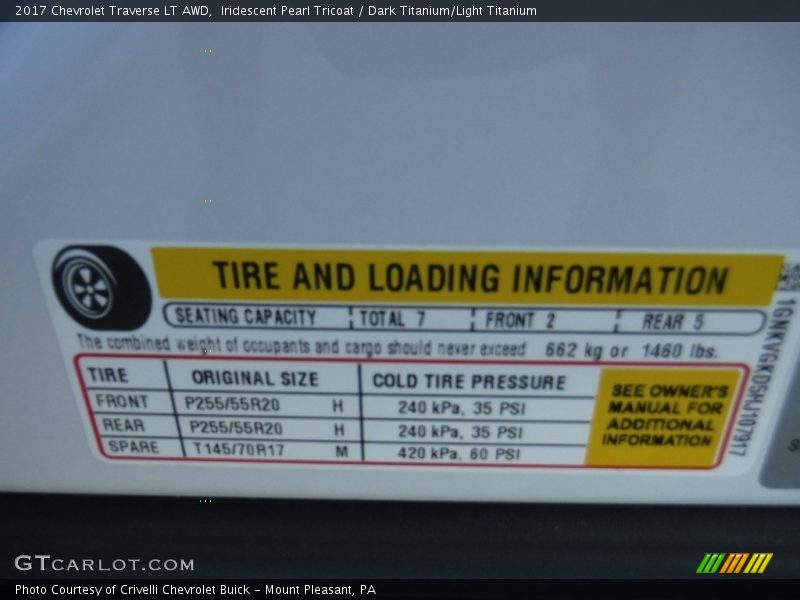 2017 Chevrolet Traverse LT AWD,  Iridescent Pearl Tricoat / Dark Titanium/Light Titanium
TIRE AND LOADING INFORMATION
SEATING CAPACITY TOTAL 7 FRONT 2 REAR 5
The combined weight of occupants and cargo should never exceed 662 kg or 1460 lbs.
TIRE ORIGINAL SIZE COLD TIRE PRESSURE
FRONT P255/55R20 H 240 kPa, 35 PSI
REAR P255/55R20 H 240 kPa, 35 PSI
SPARE T145/70R17 M 420 kPa, 60 PSI
SEE OWNER'S
MANUAL FOR
ADDITIONAL
INFORMATION
1GNKVGKD5HJ107917
GTCARLOT.COM
Photo Courtesy of Crivelli Chevrolet Buick – Mount Pleasant, PA